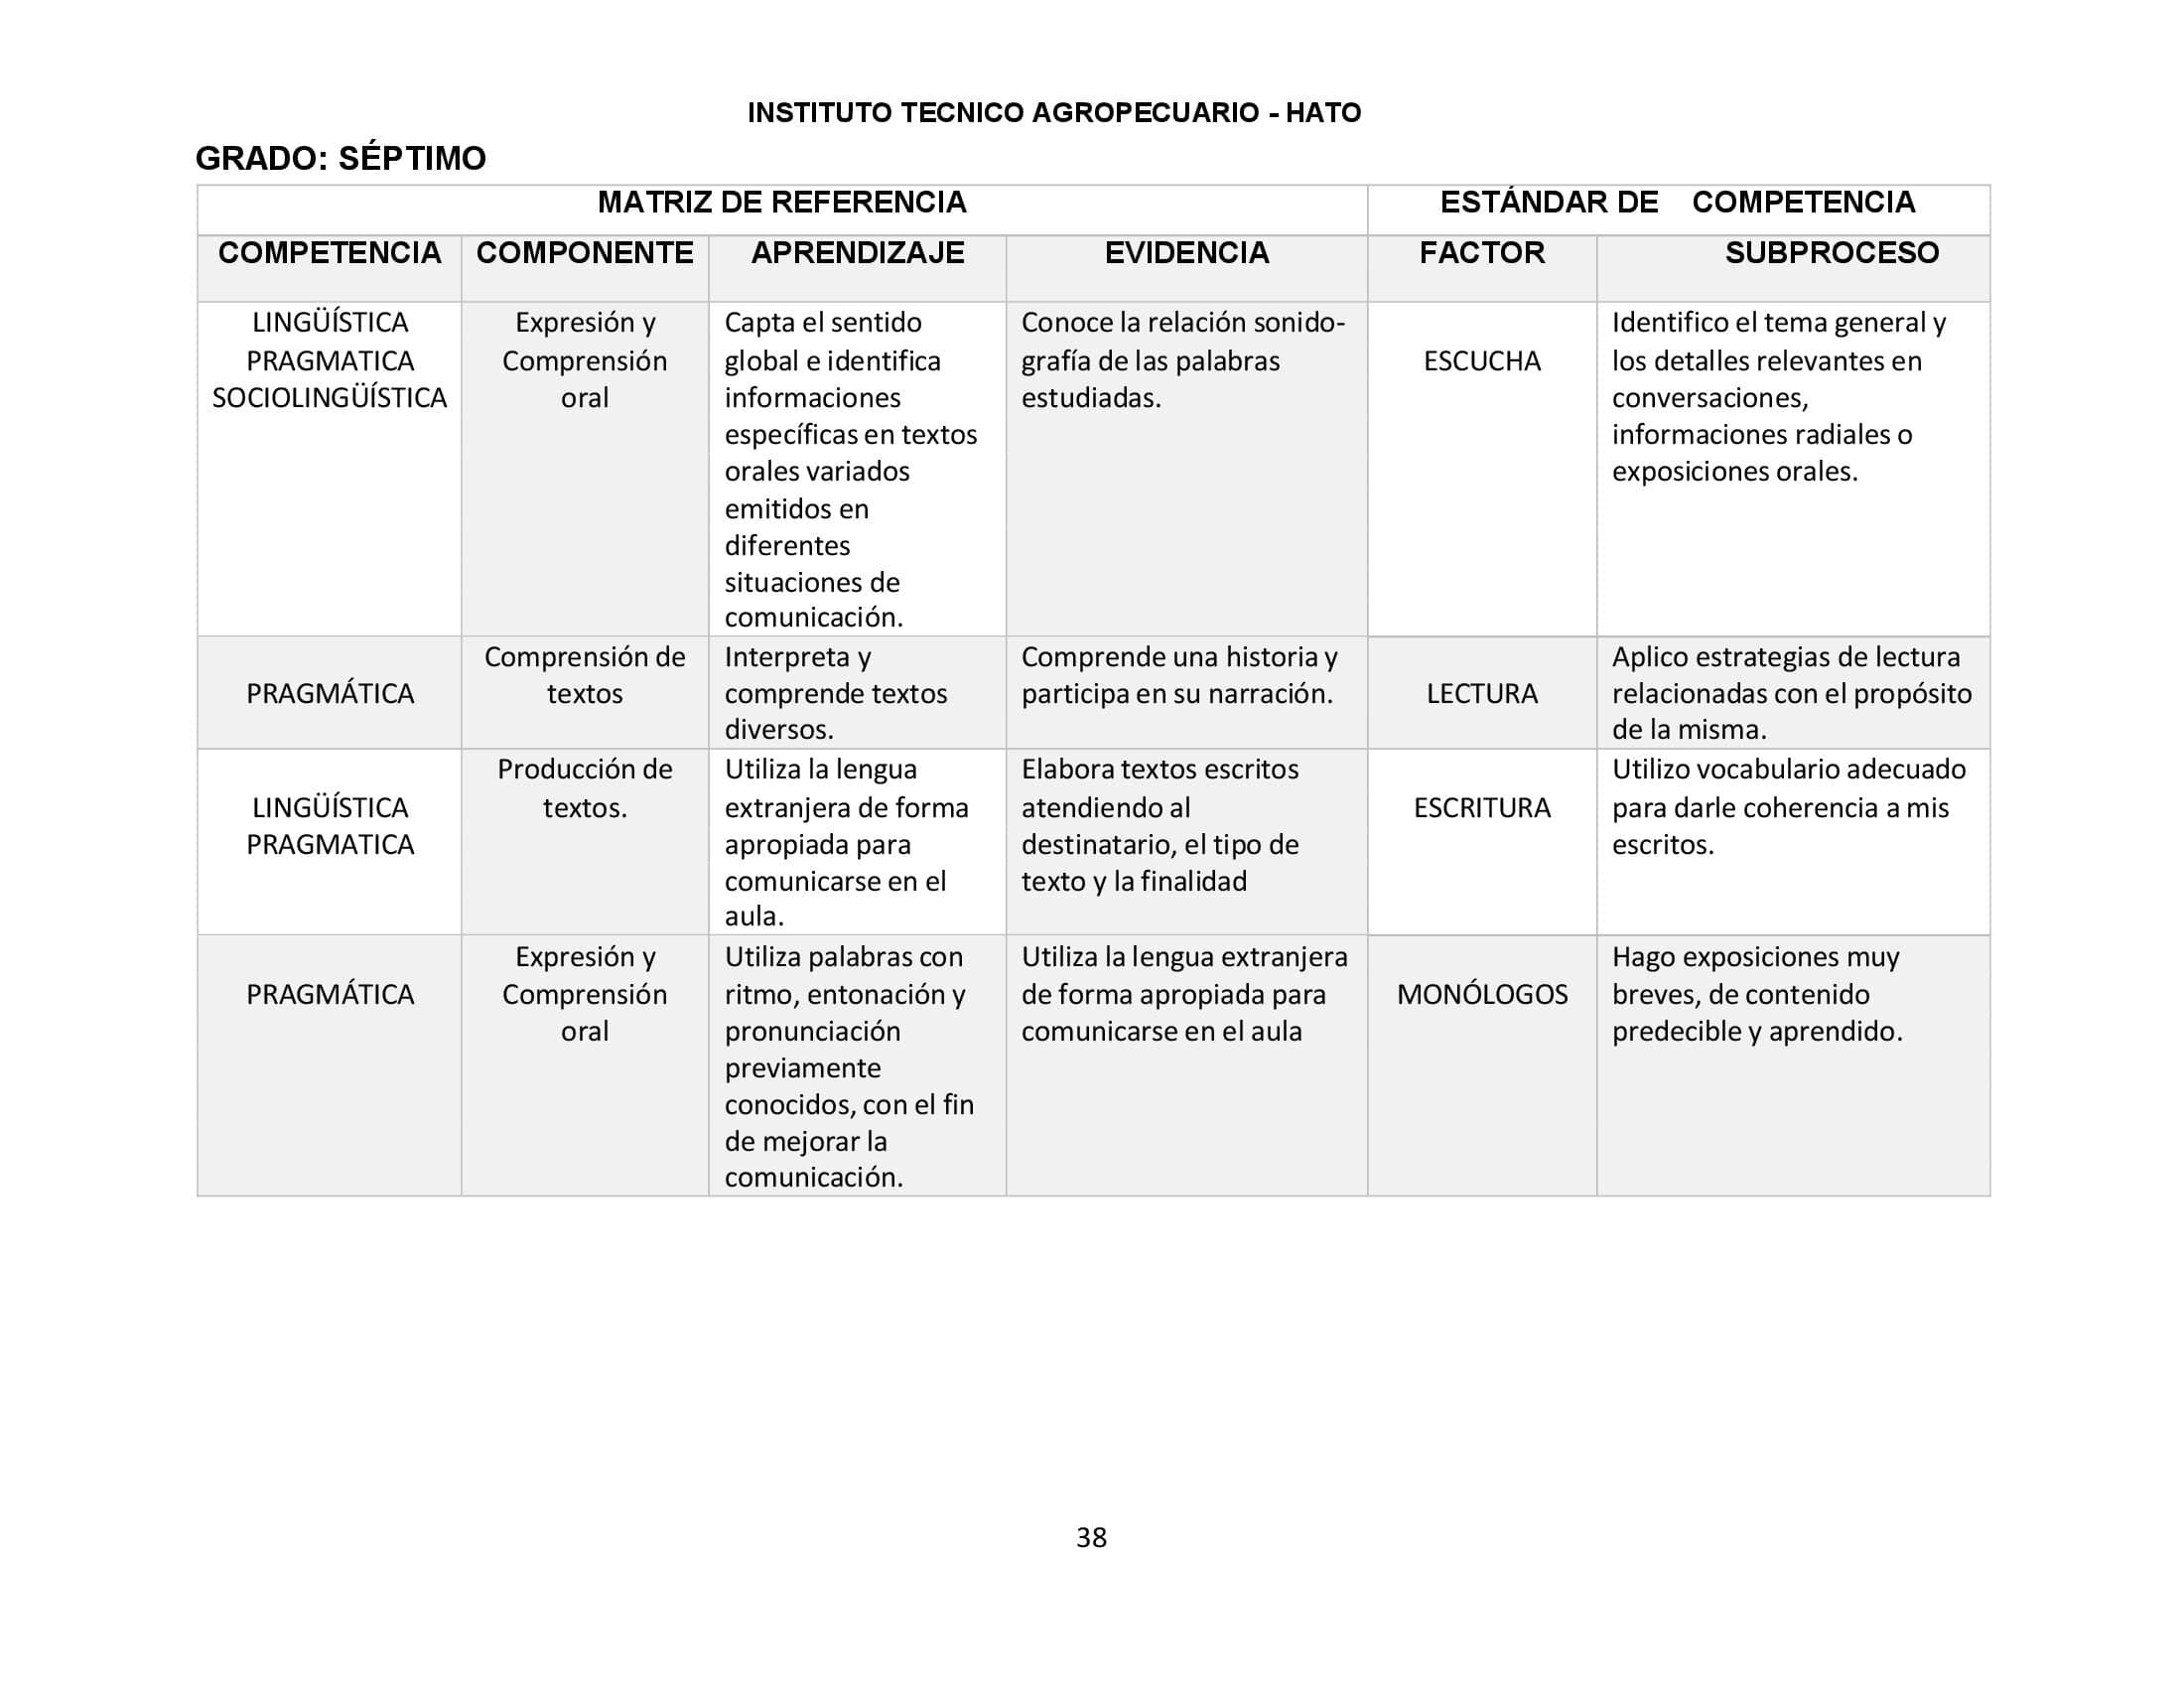 INSTITUTO TECNICO AGROPECUARIO - HATO
GRADO: SÉPTIMO
MATRIZ DE REFERENCIA
ESTÁNDAR DE COMPETENCIA
COMPETENCIA
COMPONENTE
APRENDIZAJE
EVIDENCIA
FACTOR
SUBPROCESO
LINGÜÍSTICA
PRAGMATICA
SOCIOLINGÜÍSTICA
Expresión y
Comprensión
oral
Capta el sentido
global e identifica
informaciones
específicas en textos
orales variados
emitidos en
diferentes
situaciones de
comunicación.
Conoce la relación sonido-
grafía de las palabras
estudiadas.
ESCUCHA
Identifico el tema general y
los detalles relevantes en
conversaciones,
informaciones radiales o
exposiciones orales.
PRAGMÁTICA
Comprensión de
textos
Interpreta y
comprende textos
diversos.
Comprende una historia y
participa en su narración.
LECTURA
Aplico estrategias de lectura
relacionadas con el propósito
de la misma.
LINGÜÍSTICA
PRAGMATICA
Producción de
textos.
Utiliza la lengua
extranjera de forma
apropiada para
comunicarse en el
aula.
Elabora textos escritos
atendiendo al
destinatario, el tipo de
texto y la finalidad
ESCRITURA
Utilizo vocabulario adecuado
para darle coherencia a mis
escritos.
PRAGMÁTICA
Expresión y
Comprensión
oral
Utiliza palabras con
ritmo, entonación y
pronunciación
previamente
conocidos, con el fin
de mejorar la
comunicación.
Utiliza la lengua extranjera
de forma apropiada para
comunicarse en el aula
MONÓLOGOS
Hago exposiciones muy
breves, de contenido
predecible y aprendido.
38